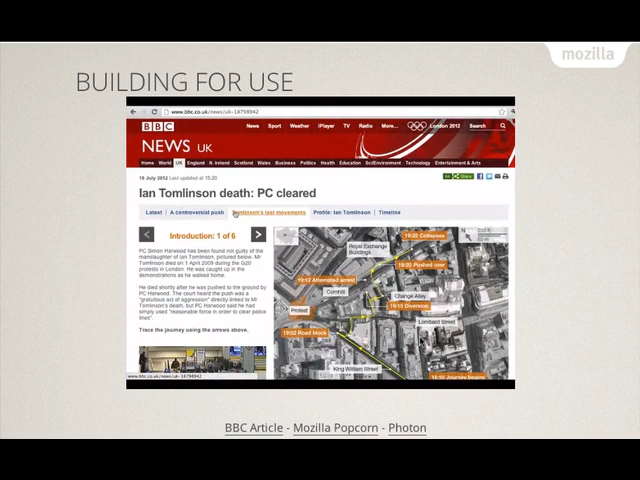 mozilla
BUILDING FOR USE
www.bbc.co.uk/news/uk-18798942
BBC News Sport Weather iPlayer TV Radio More... London 2012 Search
NEWS UK
Home World UK England N. Ireland Scotland Wales Business Politics Health Education Sci/Environment Technology Entertainment & Arts
19 July 2012 Last updated at 15:20
Share
Ian Tomlinson death: PC cleared
Latest A controversial push Tomlinson's last movements Profile: Ian Tomlinson Timeline
Introduction: 1 of 6
PC Simon Harwood has been found not guilty of the
manslaughter of Ian Tomlinson, pictured below. Mr
Tomlinson died on 1 April 2009 during the G20
protests in London. He was caught up in the
demonstrations as he walked home.
He died shortly after he was pushed to the ground by
PC Harwood. The court heard the push was a
"gratuitous act of aggression" directly linked to Mr
Tomlinson's death, but PC Harwood said he had
simply used "reasonable force in order to clear police
lines".
Trace the journey using the arrows above.
www.bbc.co.uk/news/uk-18798942
19:22 Collapses
N
Royal Exchange
Buildings
19:20 Pushed over
19:12 Attempted arrest
Cornhill
Change Alley
19:15 Diversion
Protest
Lombard Street
19:02 Road block
King William Street
Journey begins
BBC Article - Mozilla Popcorn - Photon